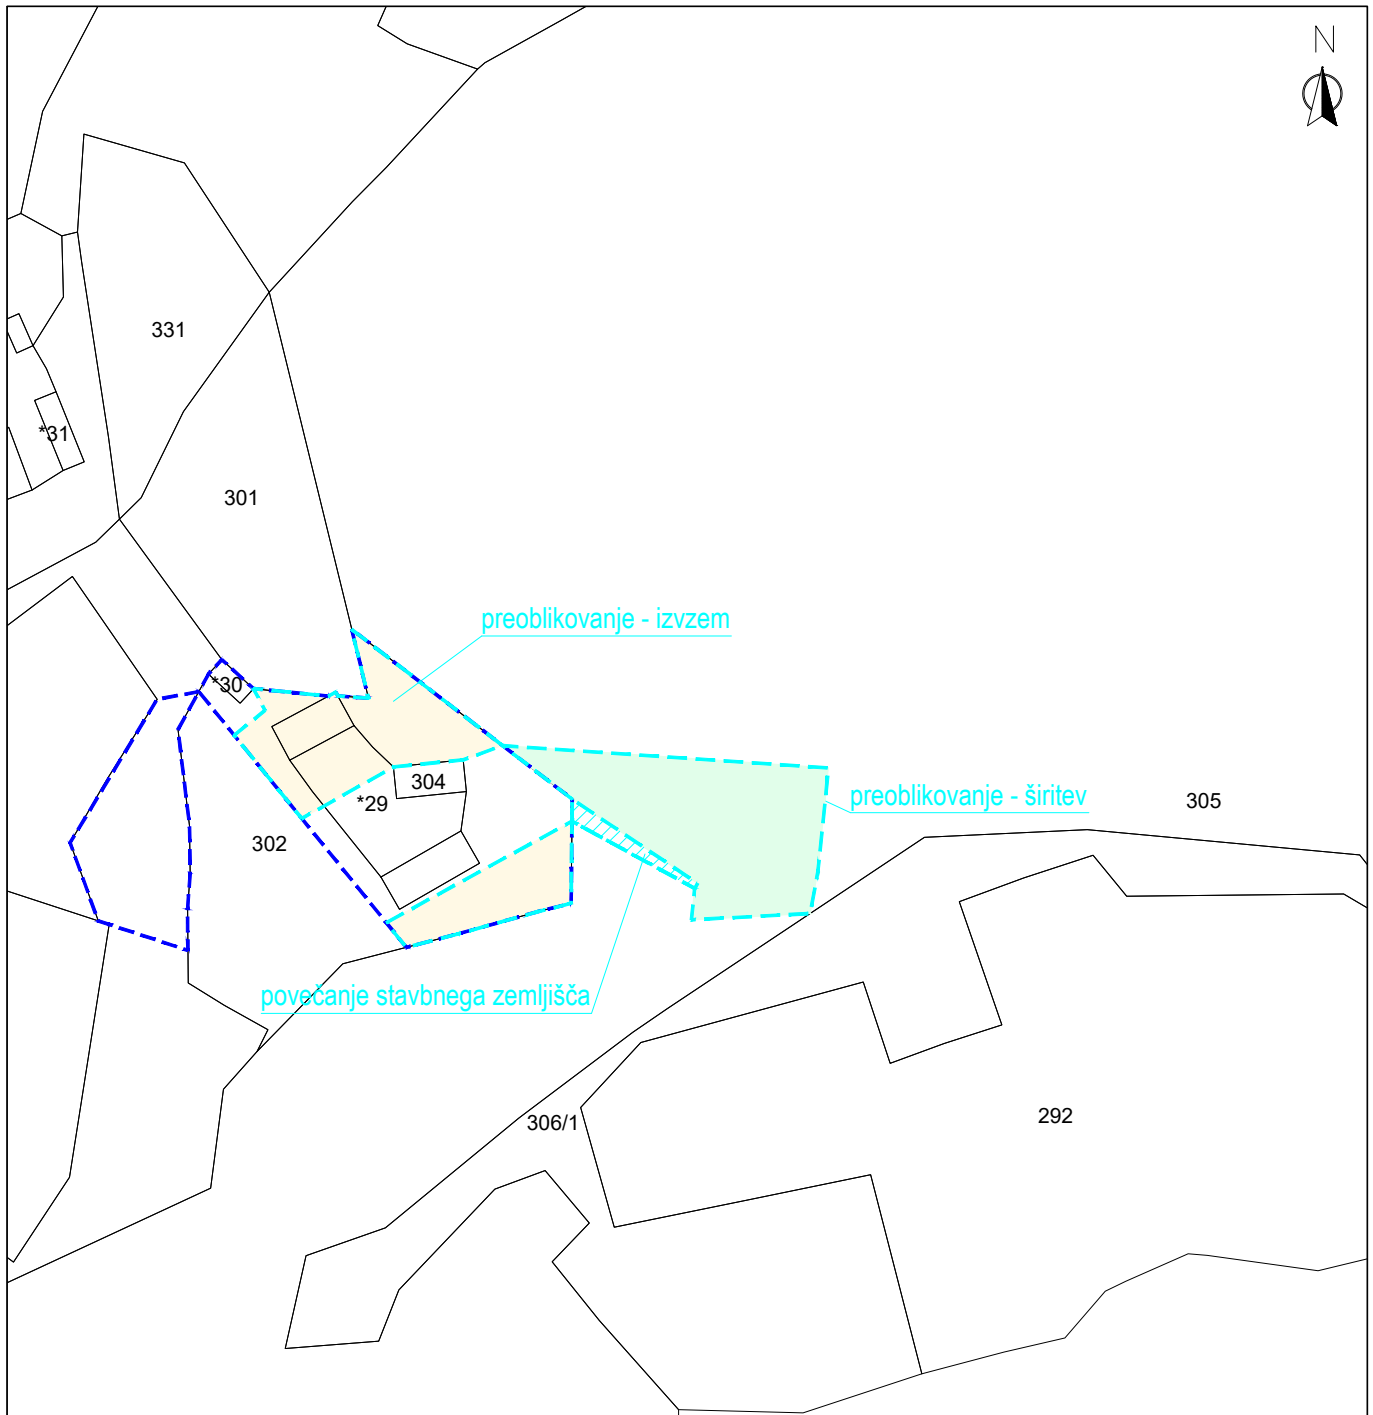 N
331
*31
301
preoblikovanje - izvzem
*30
304
*29
preoblikovanje - širitev
305
302
povečanje stavbnega zemljišča
306/1
292